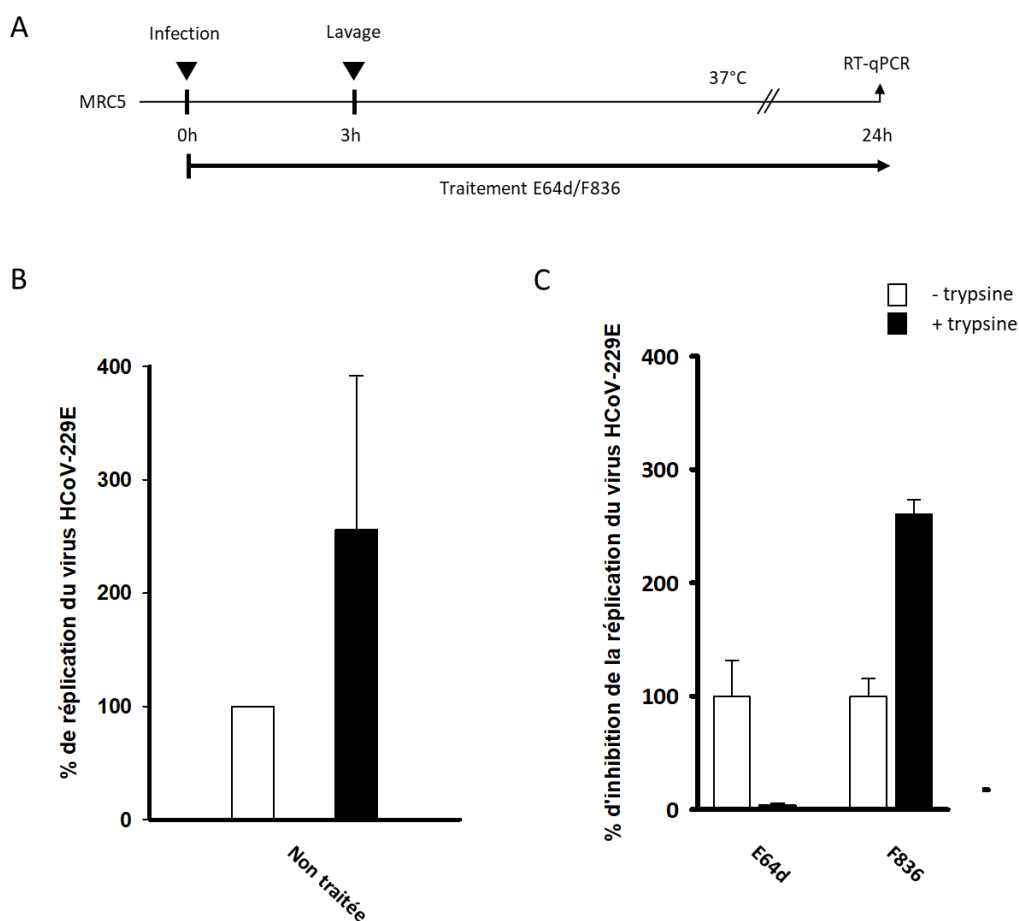 A
Infection
Lavage
37°C
RT-qPCR
MRC5
0h
3h
24h
Traitement E64d/F836
B
% de réplication du virus HCoV-229E
400
300
200
100
0
Non traitée
C
- trypsine
+ trypsine
% d'inhibition de la réplication du virus HCoV-229E
400
300
200
100
0
E64d
F836